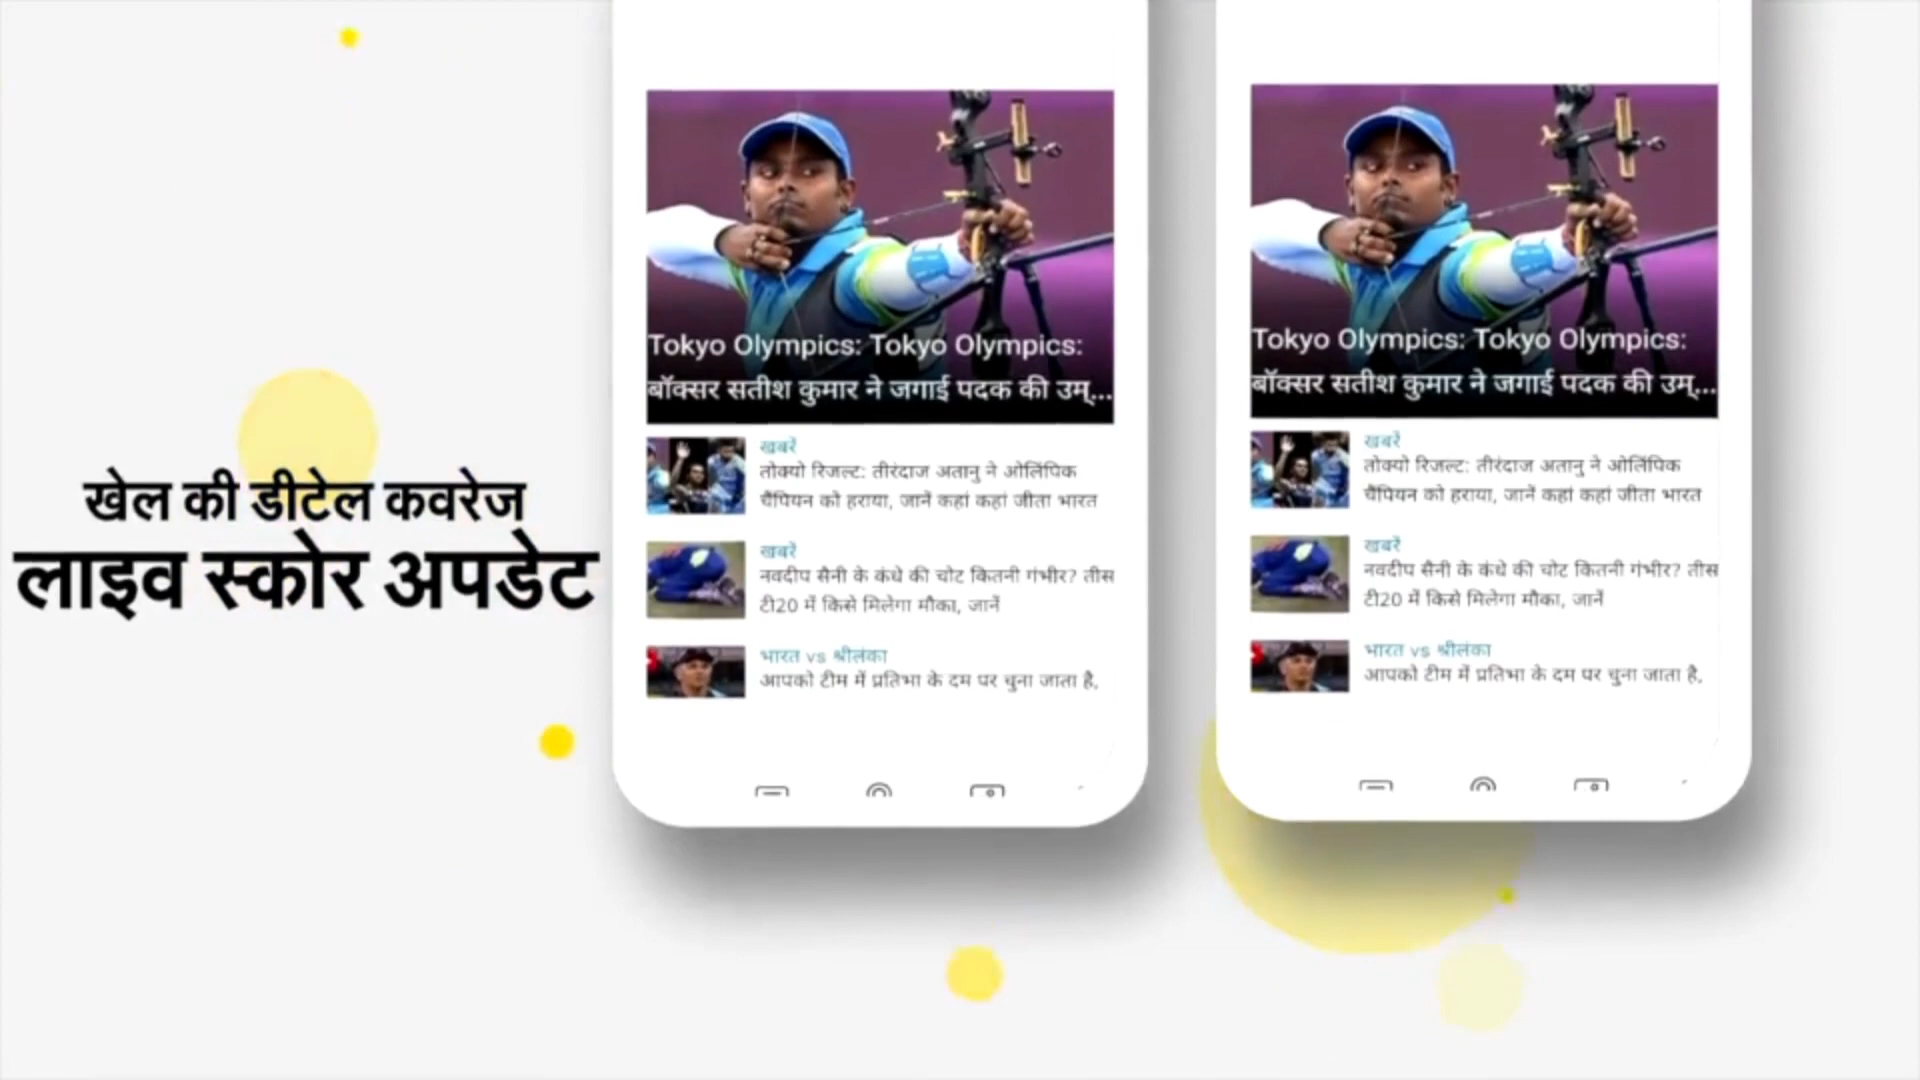 खेल की डीटेल कवरेज
लाइव स्कोर अपडेट
Tokyo Olympics: Tokyo Olympics:
बॉक्सर सतीश कुमार ने जगाई पदक की उम्...
खबरें
तोक्यो रिजल्ट: तीरंदाज अतानु ने ओलिंपिक
चैंपियन को हराया, जानें कहां कहां जीता भारत
खबरें
नवदीप सैनी के कंधे की चोट कितनी गंभीर? तीस
टी20 में किसे मिलेगा मौका, जानें
भारत vs श्रीलंका
आपको टीम में प्रतिभा के दम पर चुना जाता है,
Tokyo Olympics: Tokyo Olympics:
बॉक्सर सतीश कुमार ने जगाई पदक की उम्...
खबरें
तोक्यो रिजल्ट: तीरंदाज अतानु ने ओलिंपिक
चैंपियन को हराया, जानें कहां कहां जीता भारत
खबरें
नवदीप सैनी के कंधे की चोट कितनी गंभीर? तीस
टी20 में किसे मिलेगा मौका, जानें
भारत vs श्रीलंका
आपको टीम में प्रतिभा के दम पर चुना जाता है,